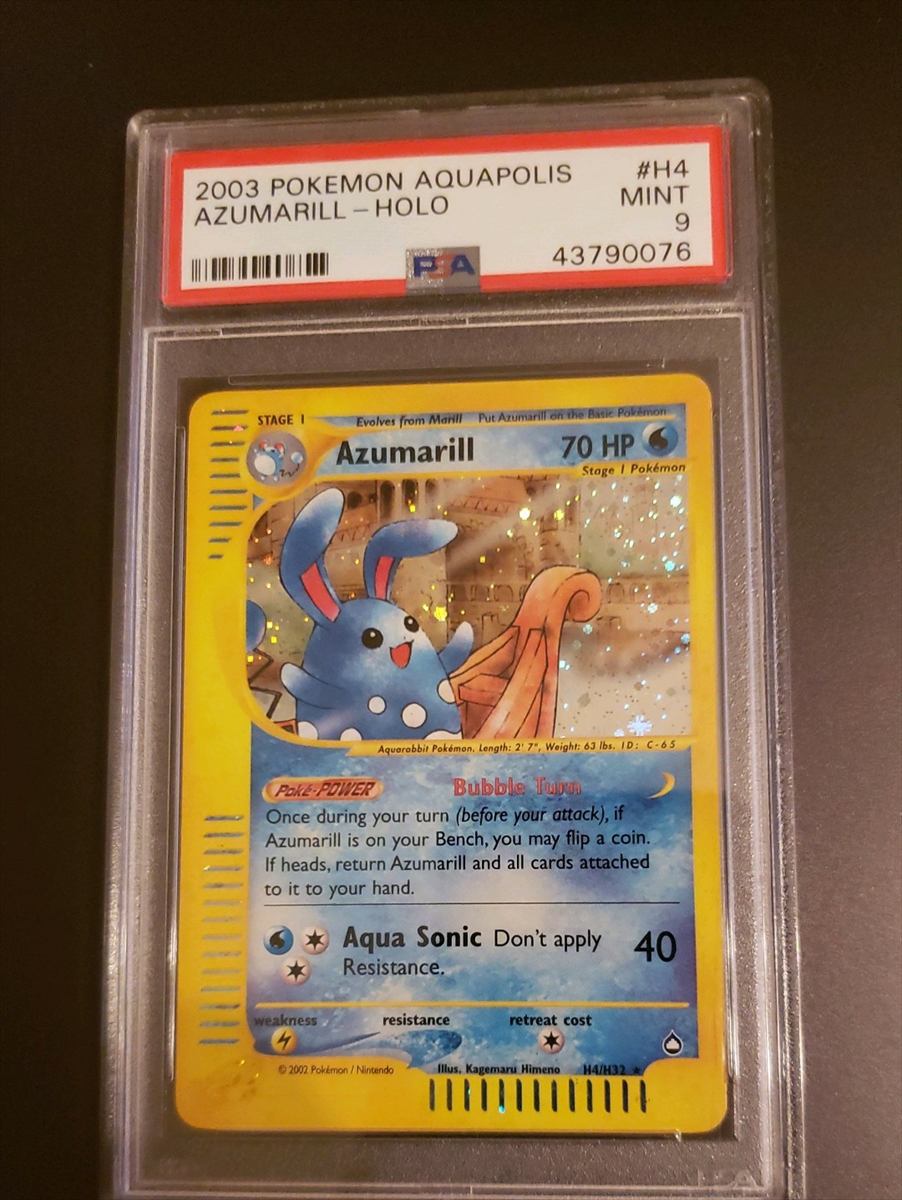 2003 POKEMON AQUAPOLIS #H4
AZUMARILL – HOLO MINT
9
PSA 43790076
STAGE 1 Evolves from Marill Put Azumarill on the Basic Pokémon
Azumarill 70 HP
Stage 1 Pokémon
Aquarabbit Pokémon. Length: 2' 7", Weight: 63 lbs. ID: C-65
Poké-POWER Bubble Turn
Once during your turn (before your attack), if
Azumarill is on your Bench, you may flip a coin.
If heads, return Azumarill and all cards attached
to it to your hand.
Aqua Sonic Don't apply 40
Resistance.
weakness resistance retreat cost
© 2002 Pokémon / Nintendo Illus. Kagemaru Himeno H4/H32 ★